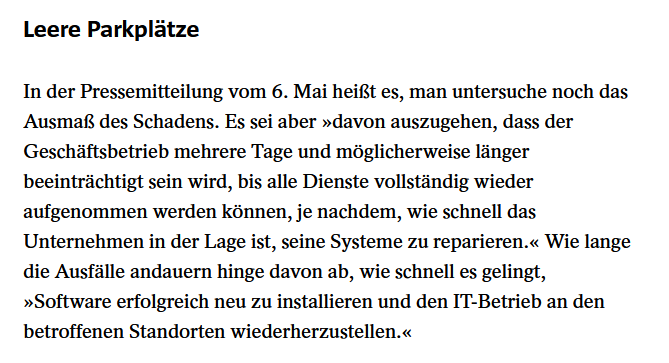 Leere Parkplätze
In der Pressemitteilung vom 6. Mai heißt es, man untersuche noch das
Ausmaß des Schadens. Es sei aber »davon auszugehen, dass der
Geschäftsbetrieb mehrere Tage und möglicherweise länger
beeinträchtigt sein wird, bis alle Dienste vollständig wieder
aufgenommen werden können, je nachdem, wie schnell das
Unternehmen in der Lage ist, seine Systeme zu reparieren.« Wie lange
die Ausfälle andauern hinge davon ab, wie schnell es gelingt,
»Software erfolgreich neu zu installieren und den IT-Betrieb an den
betroffenen Standorten wiederherzustellen.«